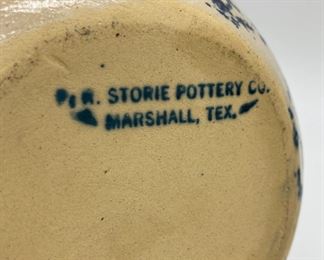 P.R. STORIE POTTERY CO.
MARSHALL, TEX.